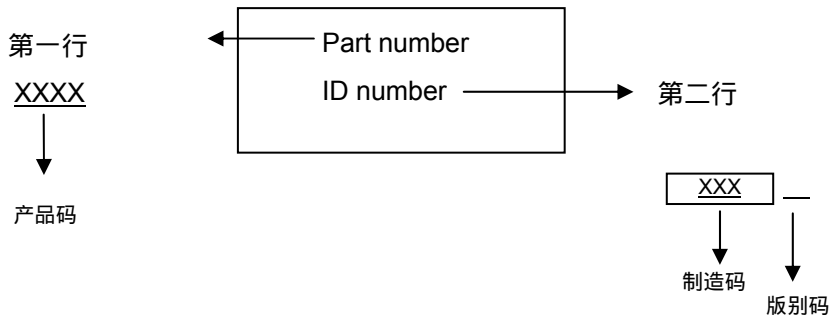 第一行
Part number
XXXX
ID number
第二行
产品码
XXX
制造码
版别码